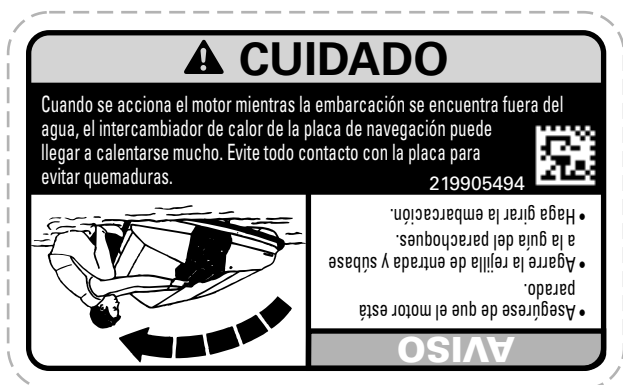 CUIDADO
Cuando se acciona el motor mientras la embarcación se encuentra fuera del
agua, el intercambiador de calor de la placa de navegación puede
llegar a calentarse mucho. Evite todo contacto con la placa para
evitar quemaduras.
219905494
AVISO
• Asegúrese de que el motor está
parado.
• Agarre la rejilla de entrada y súbase
a la guía del parachoques.
• Haga girar la embarcación.